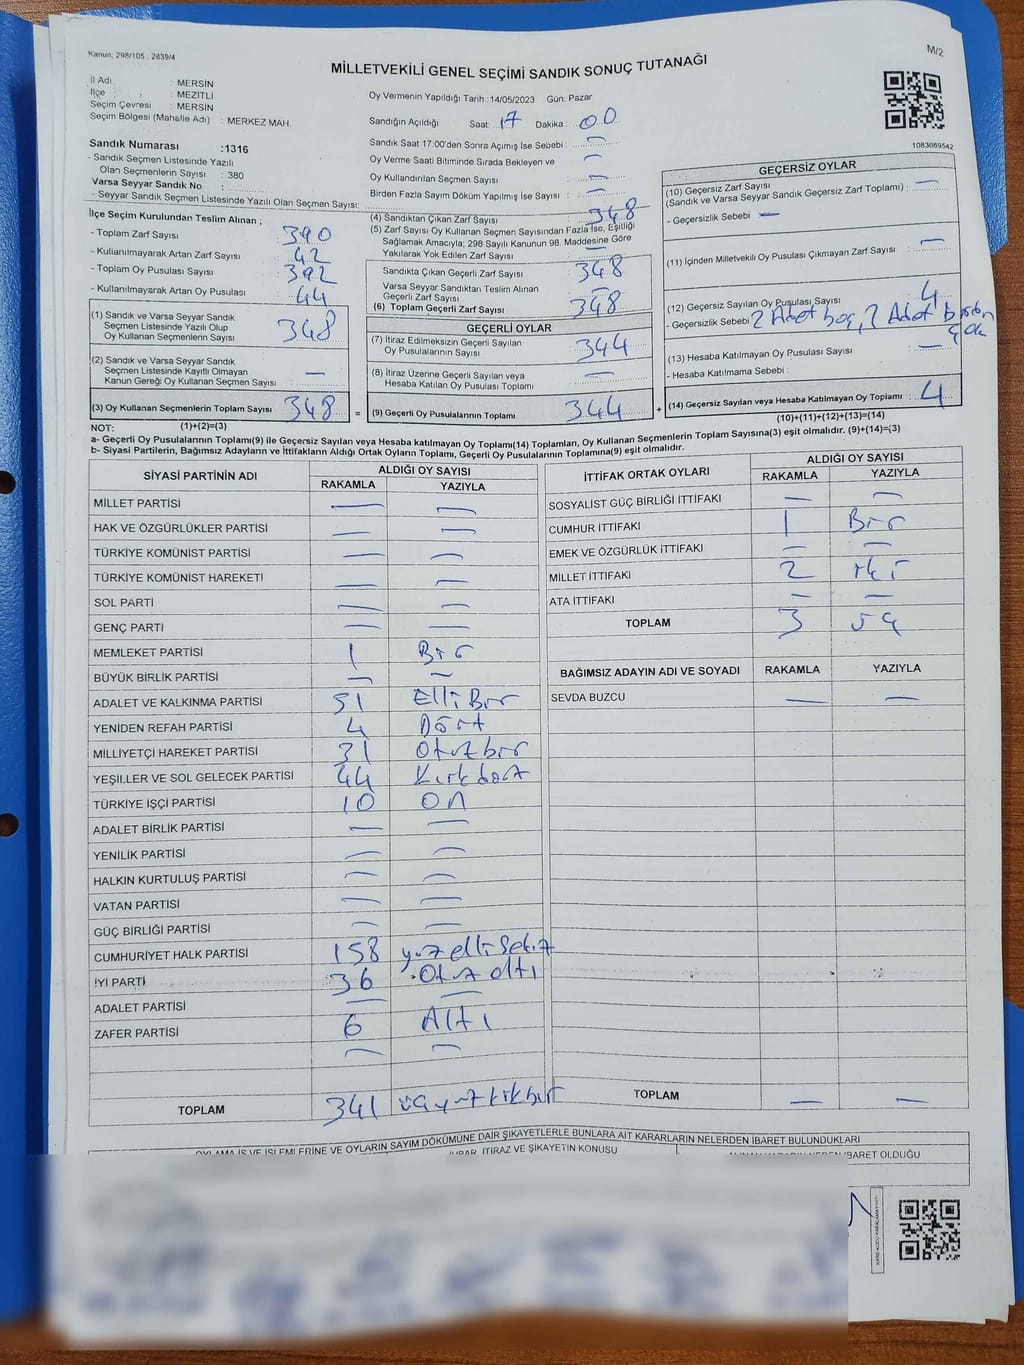 Kanun: 298/105 , 2839/4
M/2
MİLLETVEKİLİ GENEL SEÇİMİ SANDIK SONUÇ TUTANAĞI
İl Adı : MERSİN
İlçe : MEZİTLİ
Seçim Çevresi : MERSİN
Seçim Bölgesi (Mahalle Adı) : MERKEZ MAH.
Sandık Numarası :1316
- Sandık Seçmen Listesinde Yazılı
Olan Seçmenlerin Sayısı : 380
Varsa Seyyar Sandık No :
- Seyyar Sandık Seçmen Listesinde Yazılı Olan Seçmen Sayısı:
Oy Vermenin Yapıldığı Tarih :14/05/2023 Gün: Pazar
Sandığın Açıldığı Saat: 17 Dakika : 00
Sandık Saat 17:00'den Sonra Açımış İse Sebebi : —
Oy Verme Saati Bitiminde Sırada Bekleyen ve —
Oy Kullandırılan Seçmen Sayısı : —
Birden Fazla Sayım Döküm Yapılmış İse Sayısı : —
1083069542
İlçe Seçim Kurulundan Teslim Alınan ;
- Toplam Zarf Sayısı : 390
- Kullanılmayarak Artan Zarf Sayısı : 42
- Toplam Oy Pusulası Sayısı : 392
- Kullanılmayarak Artan Oy Pusulası : 44
(1) Sandık ve Varsa Seyyar Sandık
Seçmen Listesinde Yazılı Olup
Oy Kullanan Seçmenlerin Sayısı : 348
(2) Sandık ve Varsa Seyyar Sandık
Seçmen Listesinde Kayıtlı Olmayan
Kanun Gereği Oy Kullanan Seçmen Sayısı : —
(3) Oy Kullanan Seçmenlerin Toplam Sayısı : 348 =
(1)+(2)=(3)
(4) Sandıktan Çıkan Zarf Sayısı : 348
(5) Zarf Sayısı Oy Kullanan Seçmen Sayısından Fazla İse, Eşitliği
Sağlamak Amacıyla, 298 Sayılı Kanunun 98. Maddesine Göre
Yakılarak Yok Edilen Zarf Sayısı : —
Sandıkta Çıkan Geçerli Zarf Sayısı : 348
Varsa Seyyar Sandıktan Teslim Alınan
Geçerli Zarf Sayısı :
(6) Toplam Geçerli Zarf Sayısı : 348
GEÇERLİ OYLAR
(7) İtiraz Edilmeksizin Geçerli Sayılan
Oy Pusulalarının Sayısı : 344
(8) İtiraz Üzerine Geçerli Sayılan veya
Hesaba Katılan Oy Pusulası Toplamı : —
(9) Geçerli Oy Pusulalarının Toplamı : 344 +
GEÇERSİZ OYLAR
(10) Geçersiz Zarf Sayısı
(Sandık ve Varsa Seyyar Sandık Geçersiz Zarf Toplamı) : —
- Geçersizlik Sebebi —
(11) İçinden Milletvekili Oy Pusulası Çıkmayan Zarf Sayısı : —
(12) Geçersiz Sayılan Oy Pusulası Sayısı : 4
- Geçersizlik Sebebi 2 Adet boş, 2 Adet birden
çok
(13) Hesaba Katılmayan Oy Pusulası Sayısı : —
- Hesaba Katılmama Sebebi :
(14) Geçersiz Sayılan veya Hesaba Katılmayan Oy Toplamı : 4
(10)+(11)+(12)+(13)=(14)
NOT:
a- Geçerli Oy Pusulalarının Toplamı(9) ile Geçersiz Sayılan veya Hesaba katılmayan Oy Toplamı(14) Toplamları, Oy Kullanan Seçmenlerin Toplam Sayısına(3) eşit olmalıdır. (9)+(14)=(3)
b- Siyasi Partilerin, Bağımsız Adayların ve İttifakların Aldığı Ortak Oyların Toplamı, Geçerli Oy Pusulalarının Toplamına(9) eşit olmalıdır.
SİYASİ PARTİNİN ADI ALDIĞI OY SAYISI
RAKAMLA YAZIYLA
MİLLET PARTİSİ — —
HAK VE ÖZGÜRLÜKLER PARTİSİ — —
TÜRKİYE KOMÜNİST PARTİSİ — —
TÜRKİYE KOMÜNİST HAREKETİ — —
SOL PARTİ — —
GENÇ PARTİ — —
MEMLEKET PARTİSİ 1 Bir
BÜYÜK BİRLİK PARTİSİ — —
ADALET VE KALKINMA PARTİSİ 51 Elli Bir
YENİDEN REFAH PARTİSİ 4 Dört
MİLLİYETÇİ HAREKET PARTİSİ 31 Otuzbir
YEŞİLLER VE SOL GELECEK PARTİSİ 44 Kırkdört
TÜRKİYE İŞÇİ PARTİSİ 10 on
ADALET BİRLİK PARTİSİ — —
YENİLİK PARTİSİ — —
HALKIN KURTULUŞ PARTİSİ — —
VATAN PARTİSİ — —
GÜÇ BİRLİĞİ PARTİSİ — —
CUMHURİYET HALK PARTİSİ 158 yüz elli Sekiz
İYİ PARTİ 36 Otuz altı
ADALET PARTİSİ — —
ZAFER PARTİSİ 6 Altı
— —
TOPLAM 341 üçyüzkırkbir
İTTİFAK ORTAK OYLARI ALDIĞI OY SAYISI
RAKAMLA YAZIYLA
SOSYALİST GÜÇ BİRLİĞİ İTTİFAKI — —
CUMHUR İTTİFAKI 1 Bir
EMEK VE ÖZGÜRLÜK İTTİFAKI — —
MİLLET İTTİFAKI 2 iki
ATA İTTİFAKI — —
TOPLAM 3 üç
BAĞIMSIZ ADAYIN ADI VE SOYADI RAKAMLA YAZIYLA
SEVDA BUZCU — —
TOPLAM — —
OYLAMA İŞ VE İŞLEMLERİNE VE OYLARIN SAYIM DÖKÜMÜNE DAİR ŞİKAYETLERLE BUNLARA AİT KARARLARIN NELERDEN İBARET BULUNDUKLARI
İTİRAZ VE ŞİKAYETİN KONUSU
İBARET OLDUĞU